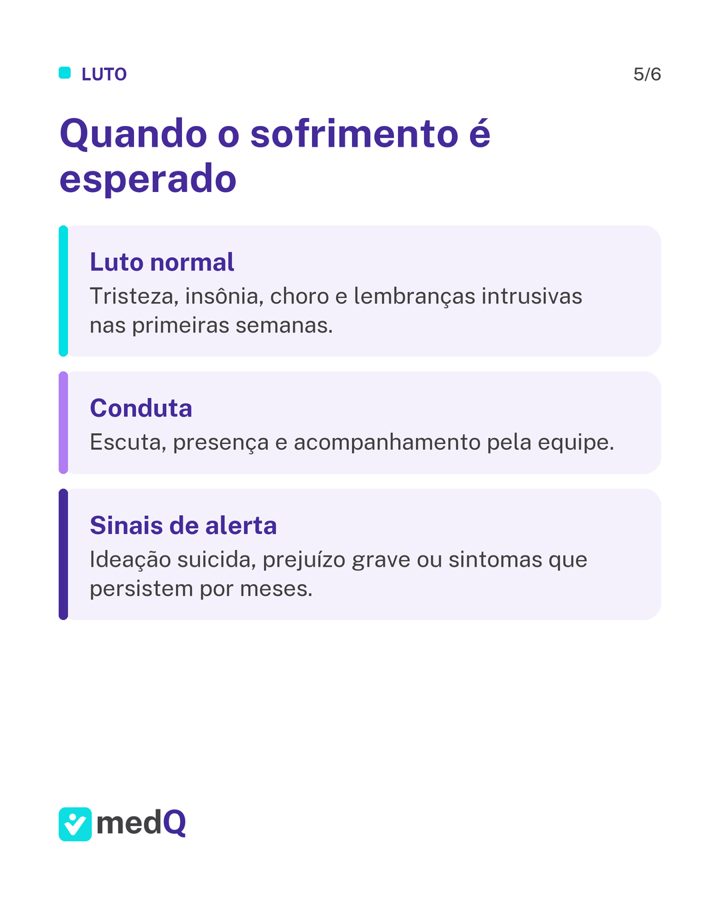 LUTO
5/6
Quando o sofrimento é
esperado
Luto normal
Tristeza, insônia, choro e lembranças intrusivas
nas primeiras semanas.
Conduta
Escuta, presença e acompanhamento pela equipe.
Sinais de alerta
Ideação suicida, prejuízo grave ou sintomas que
persistem por meses.
medQ